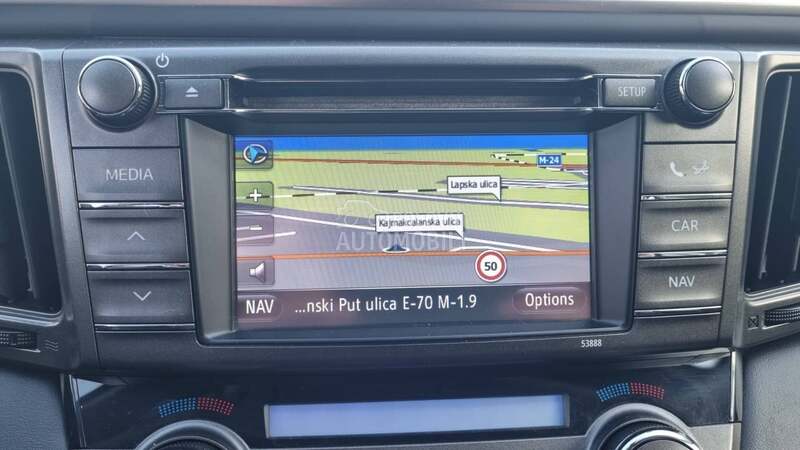 SETUP
MEDIA
M-24
Lapska ulica
Kajmakcalanska ulica
AUTOMOBILI
CAR
50
NAV
NAV
...nski Put ulica E-70 M-1.9
Options
53888